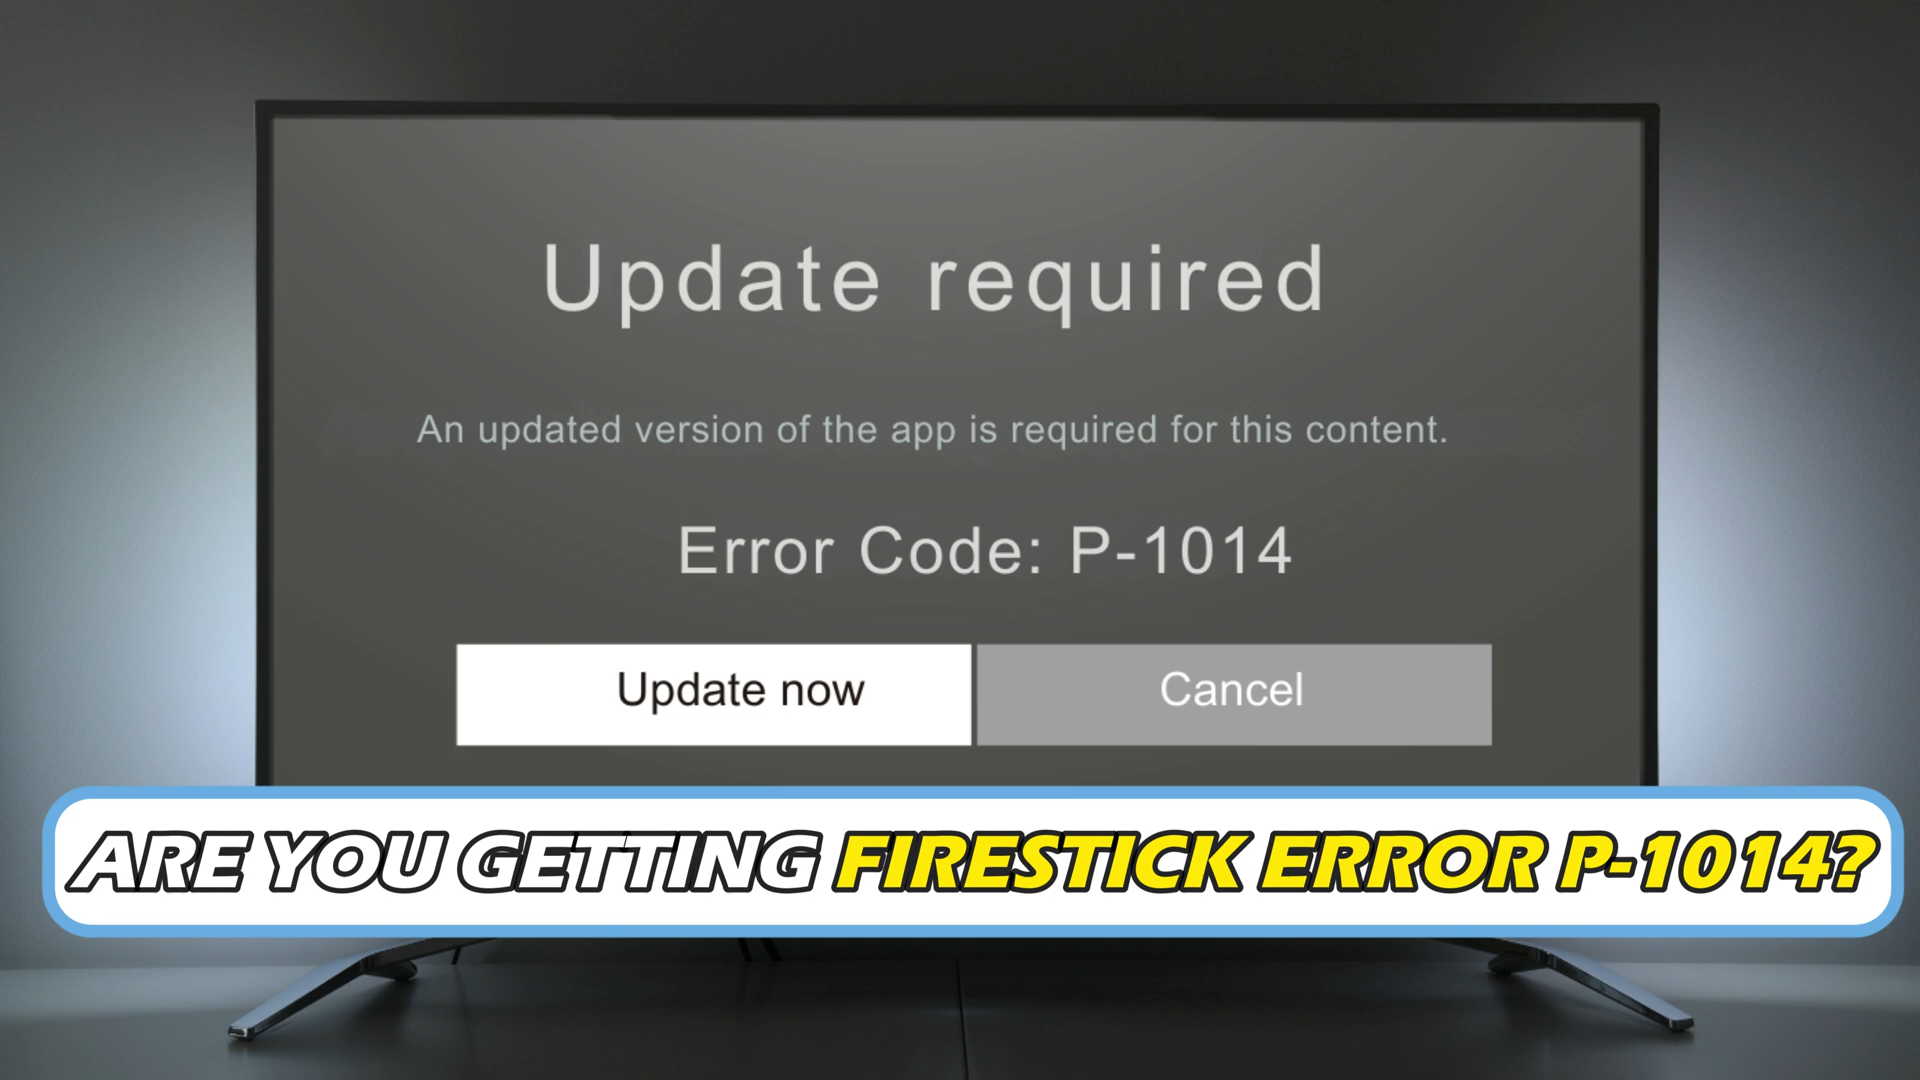 Update required
An updated version of the app is required for this content.
Error Code: P-1014
Update now
Cancel
ARE YOU GETTING FIRESTICK ERROR P-1014?